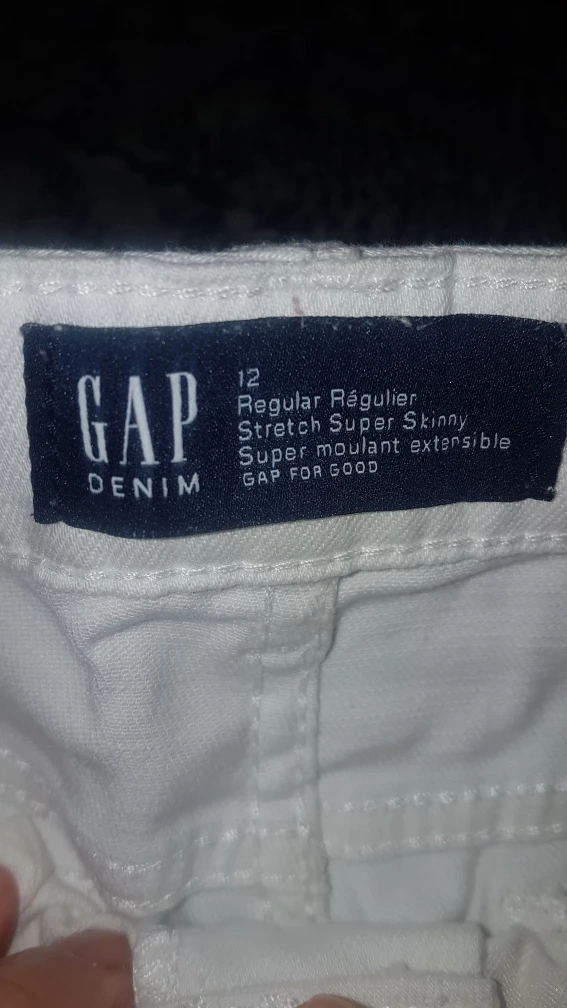 GAP
DENIM
12
Regular Régulier
Stretch Super Skinny
Super moulant extensible
GAP FOR GOOD